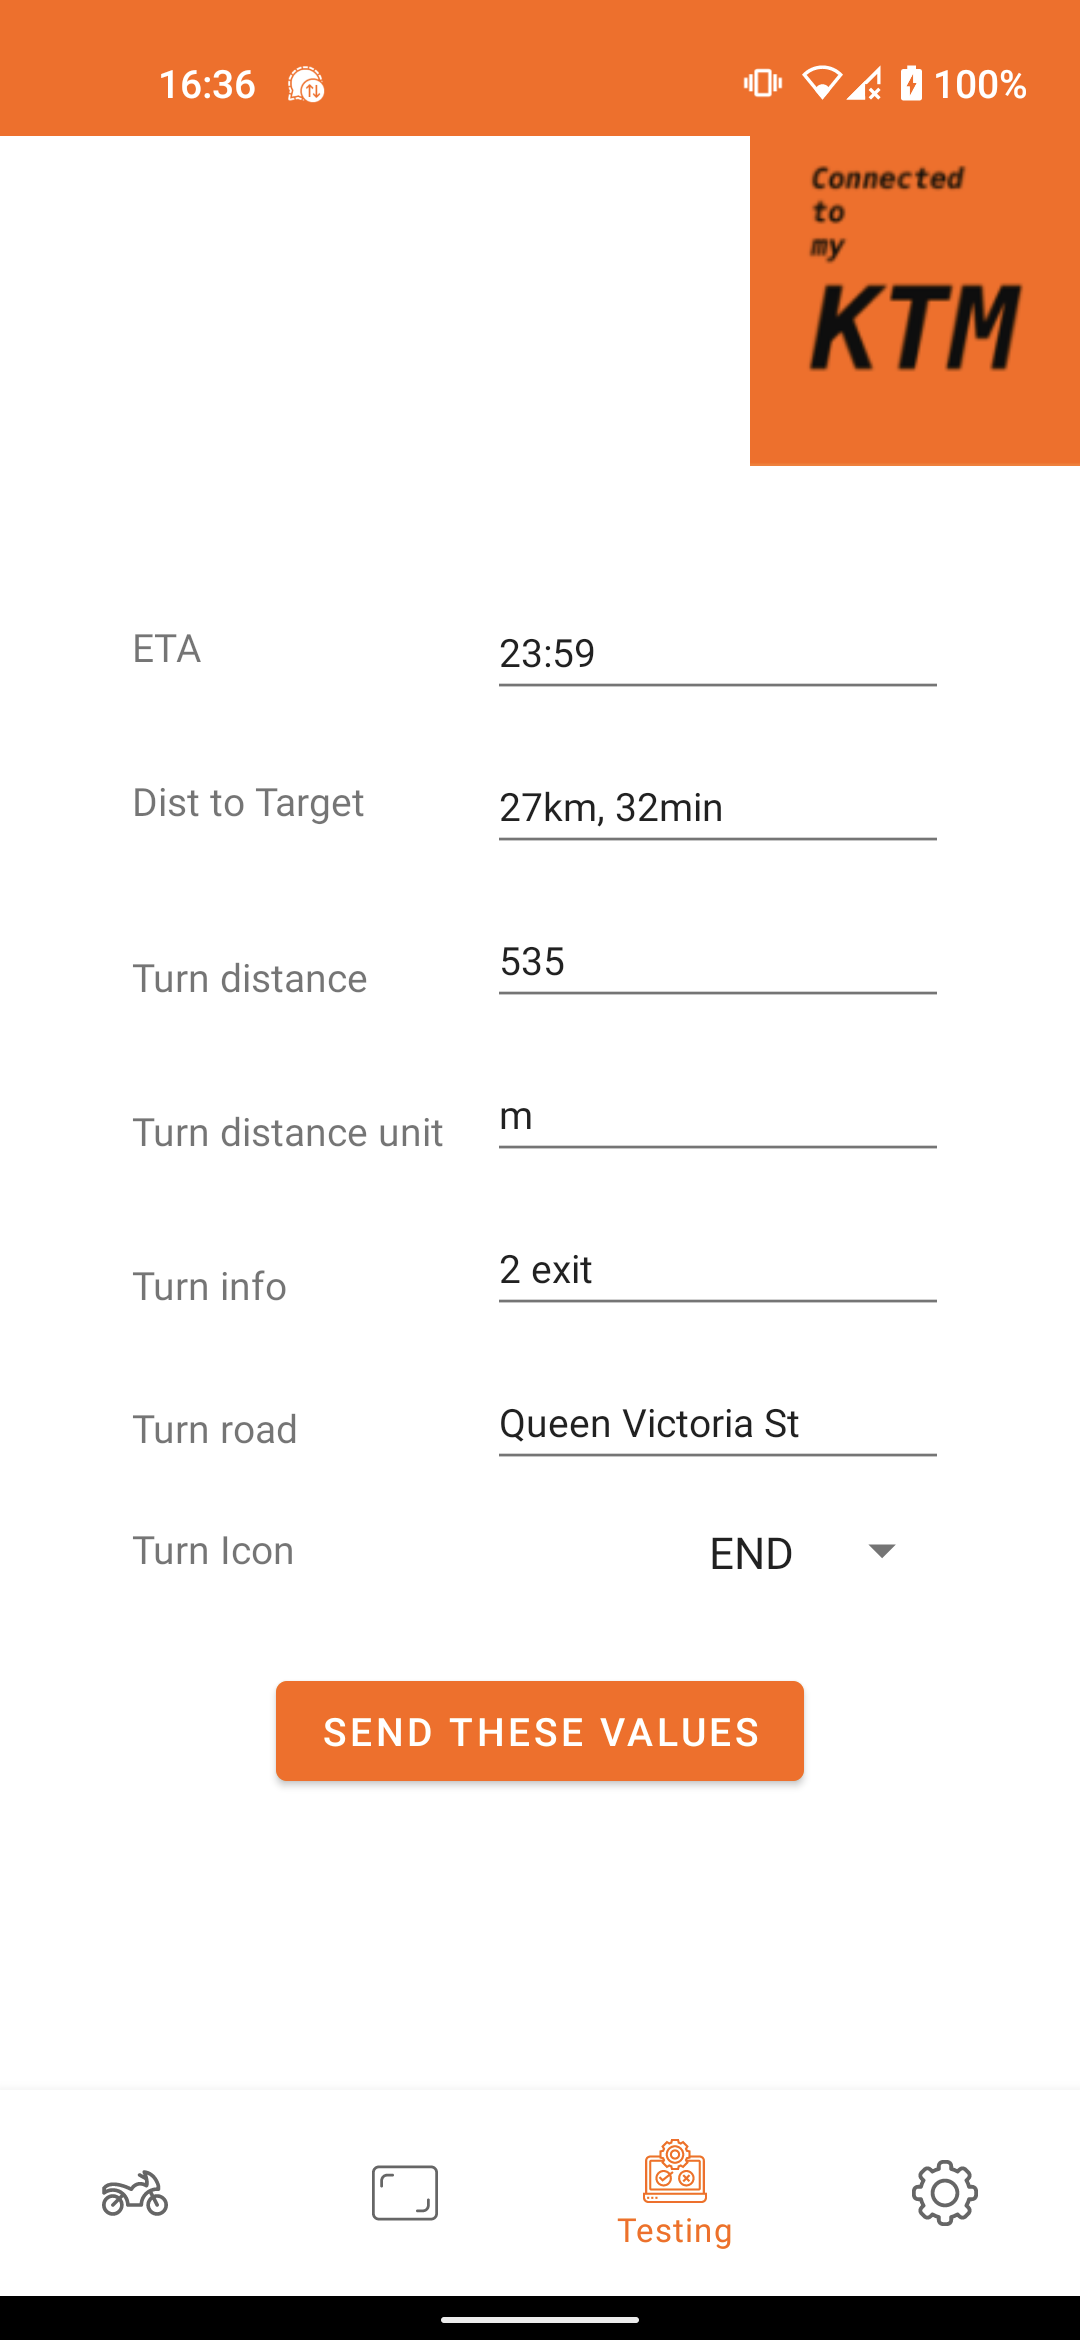 16:36
100%
Connected
to
my
KTM
ETA
23:59
Dist to Target
27km, 32min
Turn distance
535
Turn distance unit
m
Turn info
2 exit
Turn road
Queen Victoria St
Turn Icon
END
SEND THESE VALUES
Testing